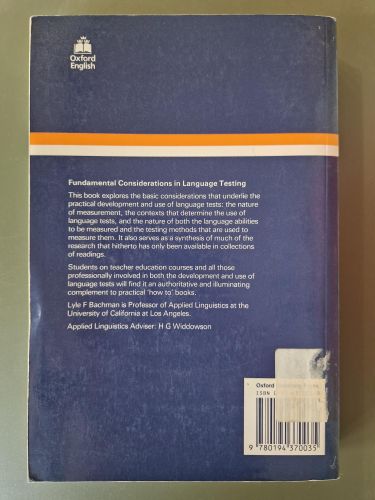 Oxford
English
Fundamental Considerations in Language Testing
This book explores the basic considerations that underlie the
practical development and use of language tests: the nature
of measurement, the contexts that determine the use of
language tests, and the nature of both the language abilities
to be measured and the testing methods that are used to
measure them. It also serves as a synthesis of much of the
research that hitherto has only been available in collections
of readings.
Students on teacher education courses and all those
professionally involved in both the development and use of
language tests will find it an authoritative and illuminating
complement to practical 'how to' books.
Lyle F Bachman is Professor of Applied Linguistics at the
University of California at Los Angeles.
Applied Linguistics Adviser: H G Widdowson
Oxford
ISBN
9 780194 370035